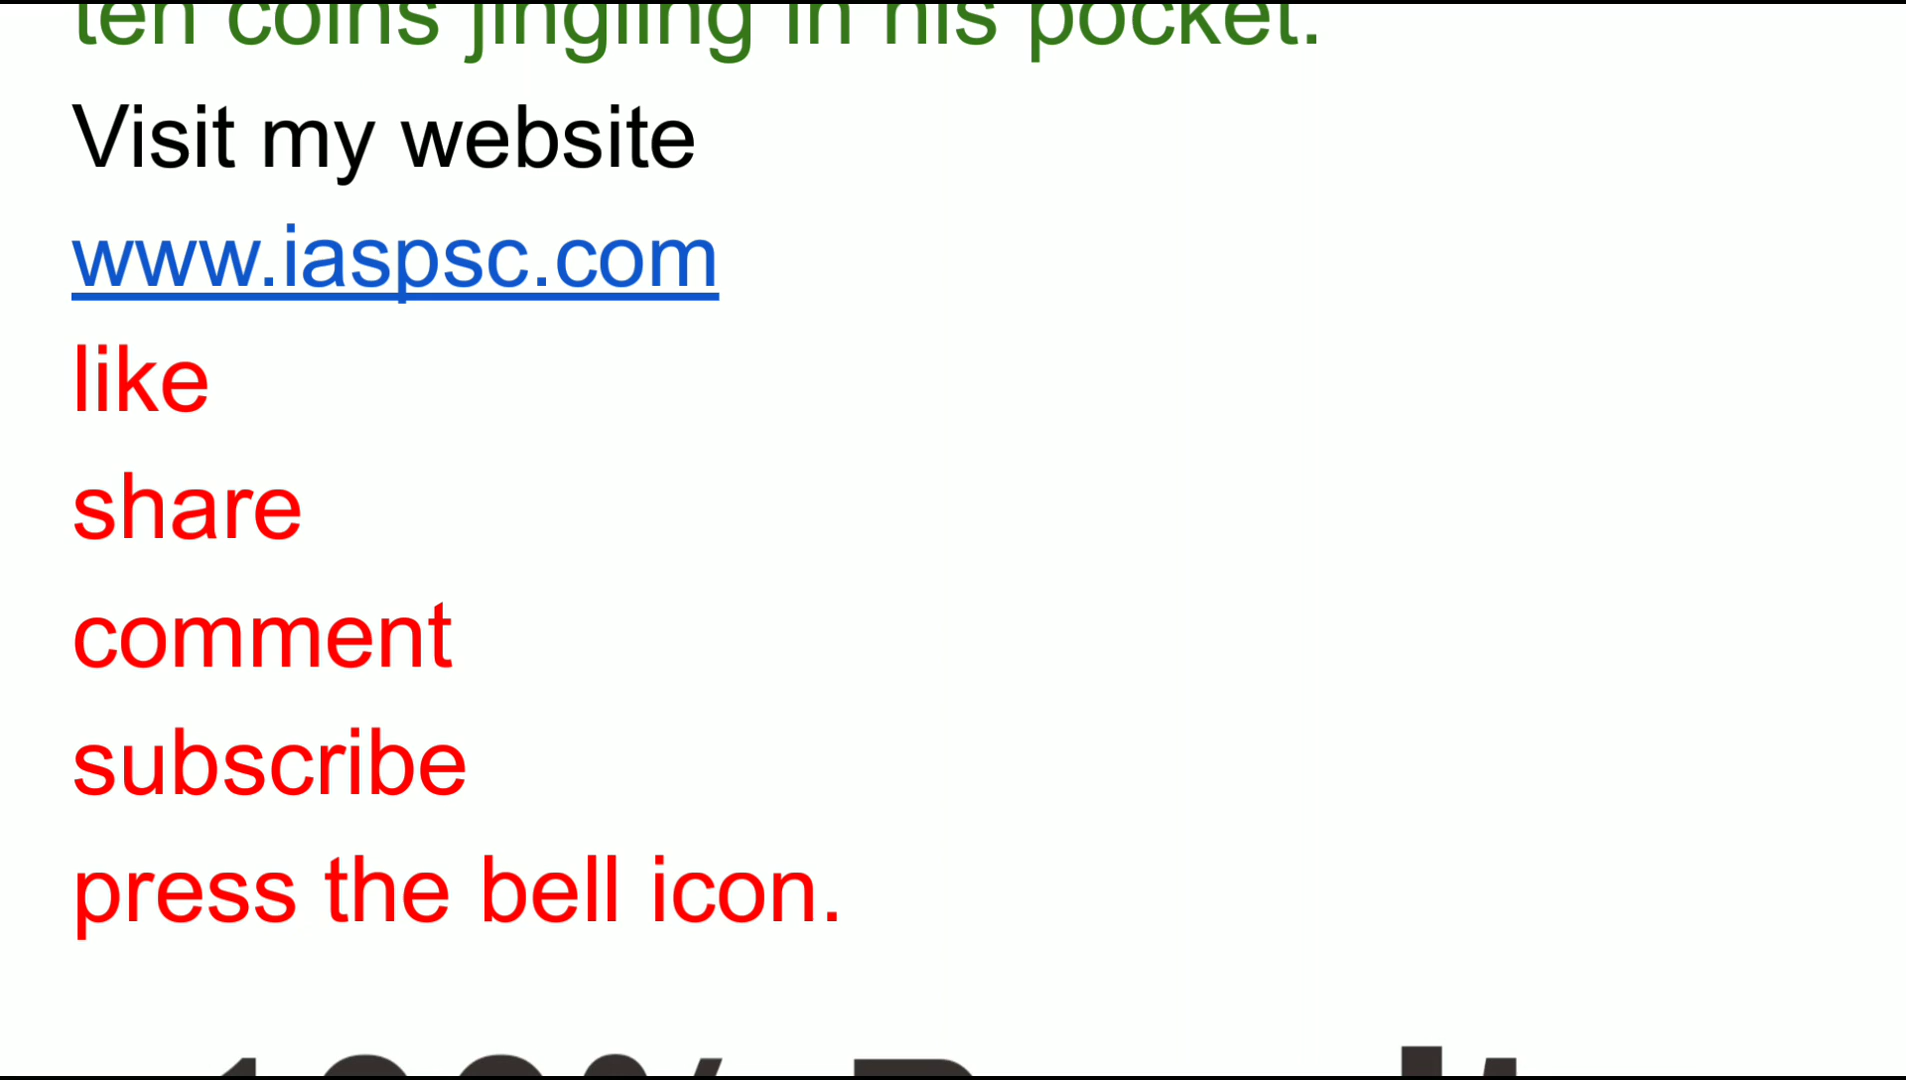 ten coins jingling in his pocket.
Visit my website
www.iaspsc.com
like
share
comment
subscribe
press the bell icon.